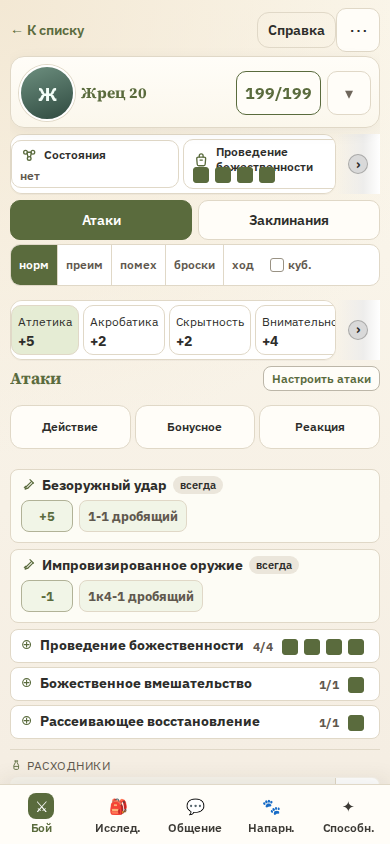 ← К списку
Справка
...
Ж
Жрец 20
199/199
▼
Состояния
нет
Проведение
божественности
›
Атаки
Заклинания
норм
преим
помех
броски
ход
куб.
Атлетика
+5
Акробатика
+2
Скрытность
+2
Внимательно
+4
›
Атаки
Настроить атаки
Действие
Бонусное
Реакция
Безоружный удар
всегда
+5
1-1 дробящий
Импровизированное оружие
всегда
-1
1к4-1 дробящий
Проведение божественности 4/4
Божественное вмешательство 1/1
Рассеивающее восстановление 1/1
РАСХОДНИКИ
Бой
Исслед.
Общение
Напарн.
Способн.